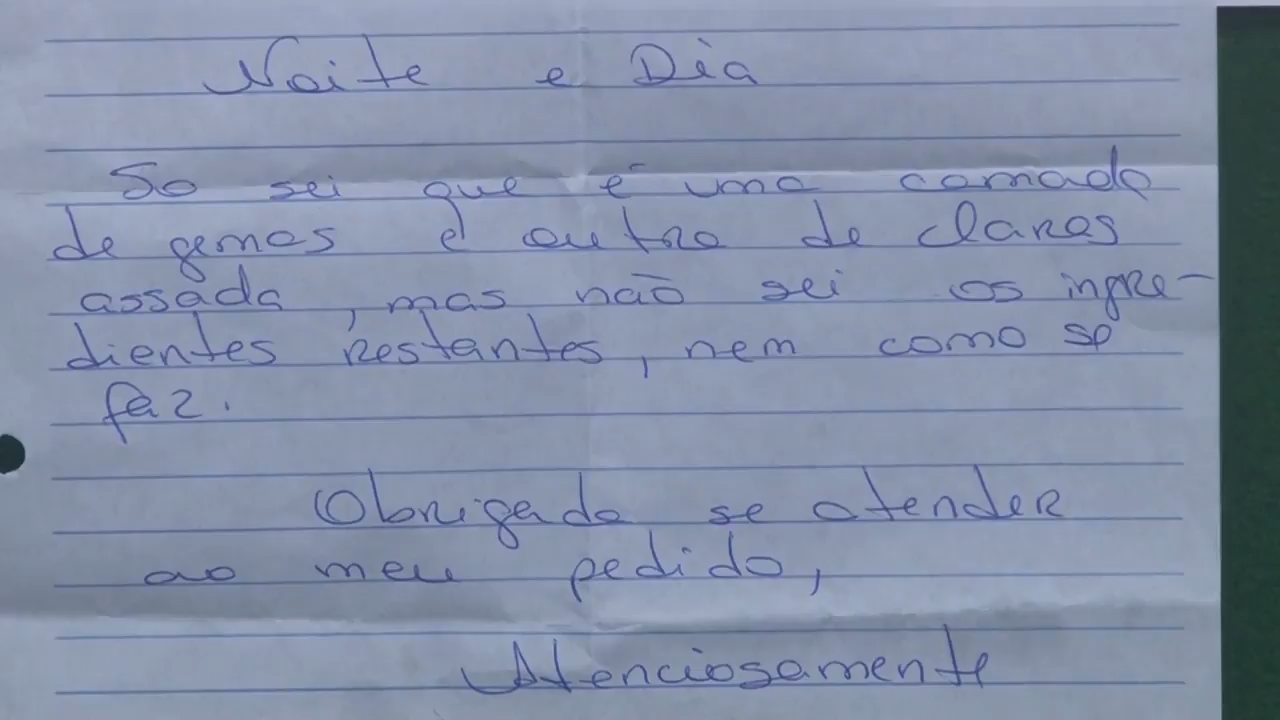 Noite e Dia
So sei que é uma camada
de gemas e outra de claras
assada, mas não sei os ingre-
dientes restantes, nem como se
faz.
Obrigada se atender
ao meu pedido,
Atenciosamente